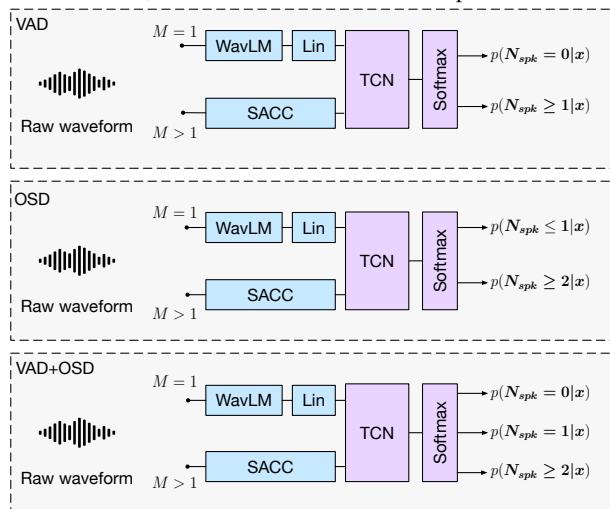 VAD
M = 1
WavLM
Lin
TCN
Softmax
p(N_spk = 0|x)
p(N_spk ≥ 1|x)
Raw waveform
SACC
M > 1
OSD
M = 1
WavLM
Lin
TCN
Softmax
p(N_spk ≤ 1|x)
p(N_spk ≥ 2|x)
Raw waveform
SACC
M > 1
VAD+OSD
M = 1
WavLM
Lin
TCN
Softmax
p(N_spk = 0|x)
p(N_spk = 1|x)
p(N_spk ≥ 2|x)
Raw waveform
SACC
M > 1